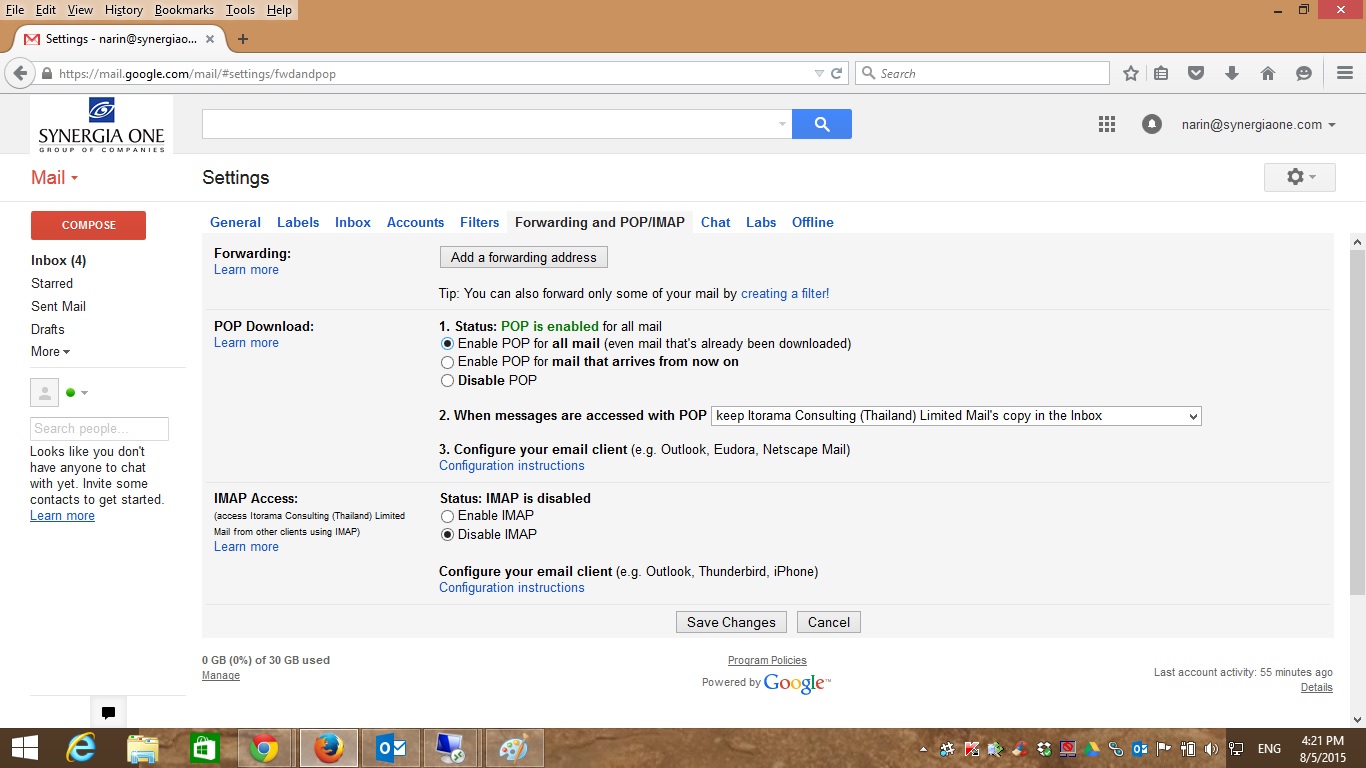 File Edit View History Bookmarks Tools Help
Settings - narin@synergiao...
https://mail.google.com/mail/#settings/fwdandpop
Search
SYNERGIA ONE
GROUP OF COMPANIES
narin@synergiaone.com
Mail
Settings
COMPOSE
General Labels Inbox Accounts Filters Forwarding and POP/IMAP Chat Labs Offline
Inbox (4)
Starred
Sent Mail
Drafts
More
Search people...
Looks like you don't
have anyone to chat
with yet. Invite some
contacts to get started.
Learn more
Forwarding:
Learn more
Add a forwarding address
Tip: You can also forward only some of your mail by creating a filter!
POP Download:
Learn more
1. Status: POP is enabled for all mail
Enable POP for all mail (even mail that's already been downloaded)
Enable POP for mail that arrives from now on
Disable POP
2. When messages are accessed with POP keep Itorama Consulting (Thailand) Limited Mail's copy in the Inbox
3. Configure your email client (e.g. Outlook, Eudora, Netscape Mail)
Configuration instructions
IMAP Access:
(access Itorama Consulting (Thailand) Limited
Mail from other clients using IMAP)
Learn more
Status: IMAP is disabled
Enable IMAP
Disable IMAP
Configure your email client (e.g. Outlook, Thunderbird, iPhone)
Configuration instructions
Save Changes Cancel
0 GB (0%) of 30 GB used
Manage
Program Policies
Powered by Google™
Last account activity: 55 minutes ago
Details
ENG
4:21 PM
8/5/2015